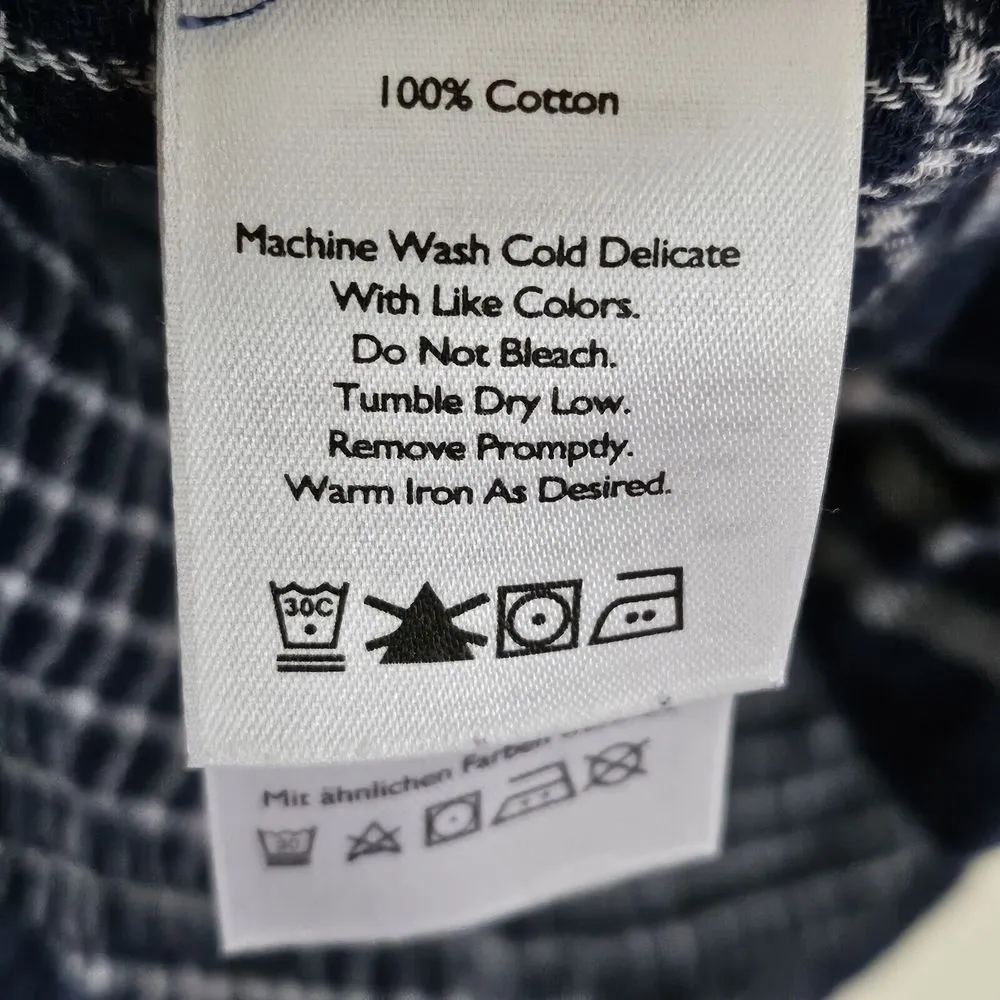 100% Cotton
Machine Wash Cold Delicate
With Like Colors.
Do Not Bleach.
Tumble Dry Low.
Remove Promptly.
Warm Iron As Desired.
30C
Mit ähnlichen Farben
30